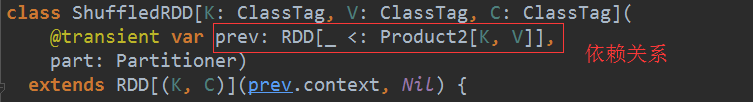 class ShuffledRDD[K: ClassTag, V: ClassTag, C: ClassTag](
@transient var prev: RDD[_ <: Product2[K, V]],
依赖关系
part: Partitioner)
extends RDD[(K, C)](prev.context, Nil) {